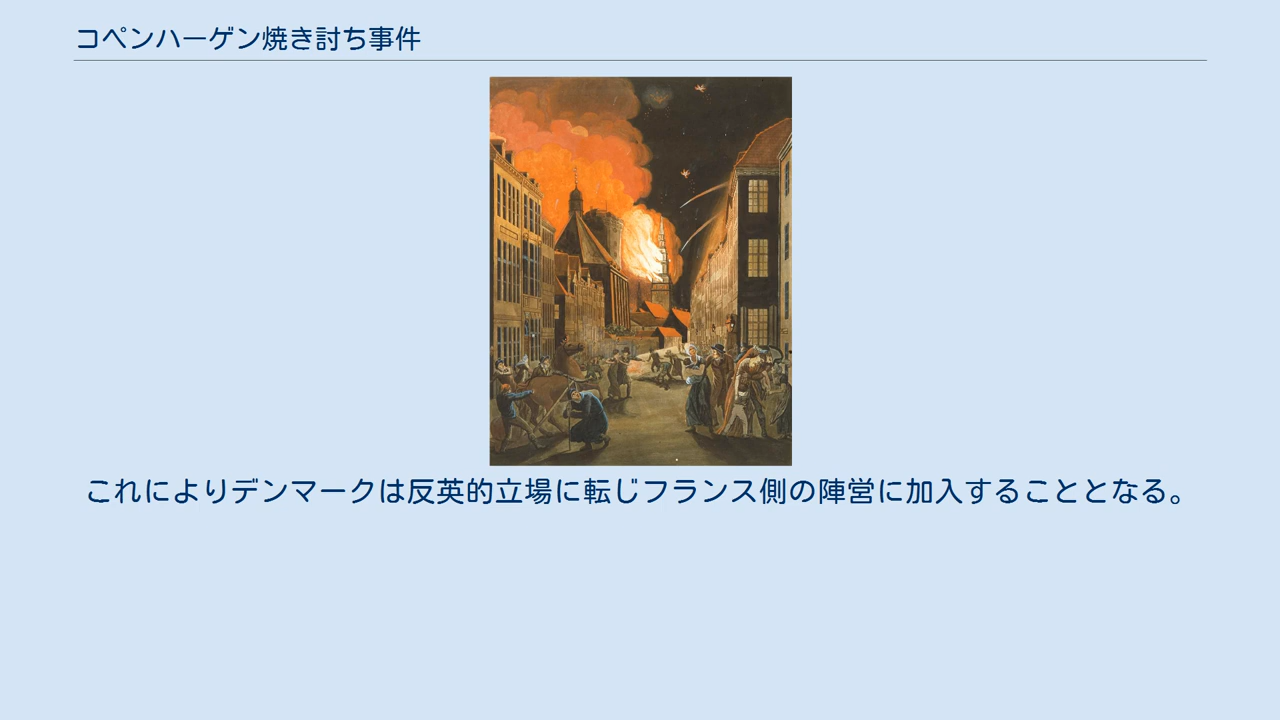 コペンハーゲン焼き討ち事件
これによりデンマークは反英的立場に転じフランス側の陣営に加入することとなる。